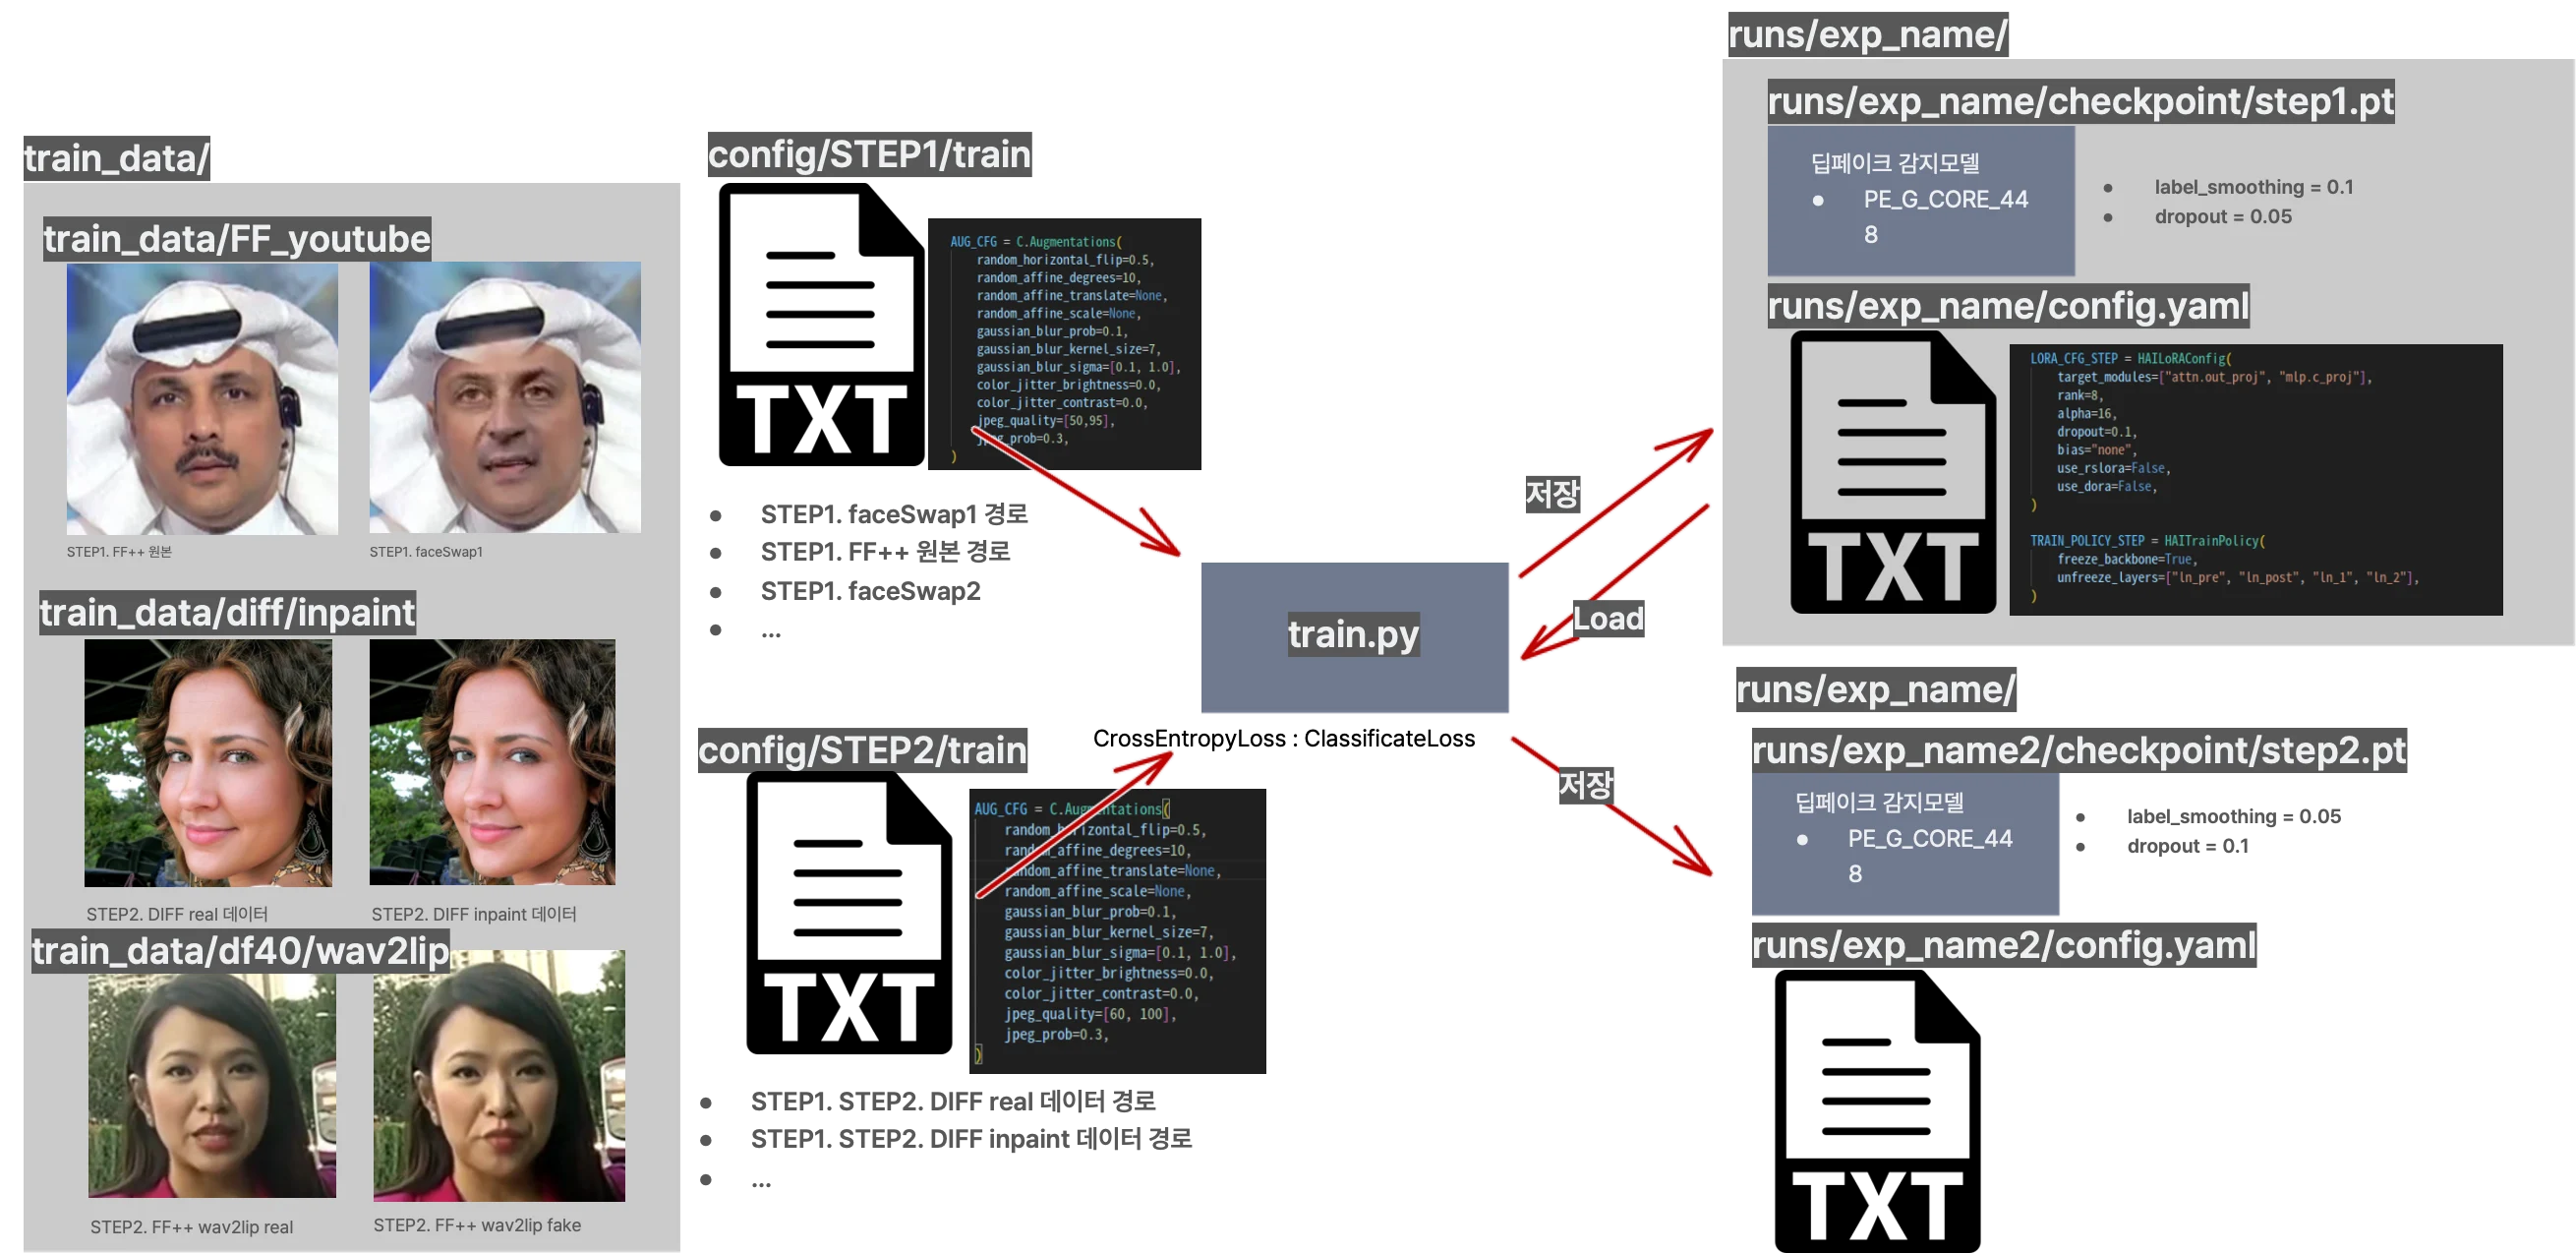 train_data/
train_data/FF_youtube
STEP1. FF++ 원본
STEP1. faceSwap1
train_data/diff/inpaint
STEP2. DIFF real 데이터
STEP2. DIFF inpaint 데이터
train_data/df40/wav2lip
STEP2. FF++ wav2lip real
STEP2. FF++ wav2lip fake
config/STEP1/train
TXT
AUG_CFG = C.Augmentations(
random_horizontal_flip=0.5,
random_affine_degrees=10,
random_affine_translate=None,
random_affine_scale=None,
gaussian_blur_prob=0.1,
gaussian_blur_kernel_size=7,
gaussian_blur_sigma=[0.1, 1.0],
color_jitter_brightness=0.0,
color_jitter_contrast=0.0,
jpeg_quality=[50,95],
jpeg_prob=0.3,
)
● STEP1. faceSwap1 경로
● STEP1. FF++ 원본 경로
● STEP1. faceSwap2
● ...
config/STEP2/train
TXT
AUG_CFG = C.Augmentations(
random_horizontal_flip=0.5,
random_affine_degrees=10,
random_affine_translate=None,
random_affine_scale=None,
gaussian_blur_prob=0.1,
gaussian_blur_kernel_size=7,
gaussian_blur_sigma=[0.1, 1.0],
color_jitter_brightness=0.0,
color_jitter_contrast=0.0,
jpeg_quality=[60, 100],
jpeg_prob=0.3,
)
● STEP1. STEP2. DIFF real 데이터 경로
● STEP1. STEP2. DIFF inpaint 데이터 경로
● ...
train.py
CrossEntropyLoss : ClassificateLoss
저장
Load
저장
runs/exp_name/
runs/exp_name/checkpoint/step1.pt
딥페이크 감지모델
● PE_G_CORE_44
8
● label_smoothing = 0.1
● dropout = 0.05
runs/exp_name/config.yaml
TXT
LORA_CFG_STEP = HAILoRAConfig(
target_modules=["attn.out_proj", "mlp.c_proj"],
rank=8,
alpha=16,
dropout=0.1,
bias="none",
use_rslora=False,
use_dora=False,
)
TRAIN_POLICY_STEP = HAITrainPolicy(
freeze_backbone=True,
unfreeze_layers=["ln_pre", "ln_post", "ln_1", "ln_2"],
)
runs/exp_name/
runs/exp_name2/checkpoint/step2.pt
딥페이크 감지모델
● PE_G_CORE_44
8
● label_smoothing = 0.05
● dropout = 0.1
runs/exp_name2/config.yaml
TXT